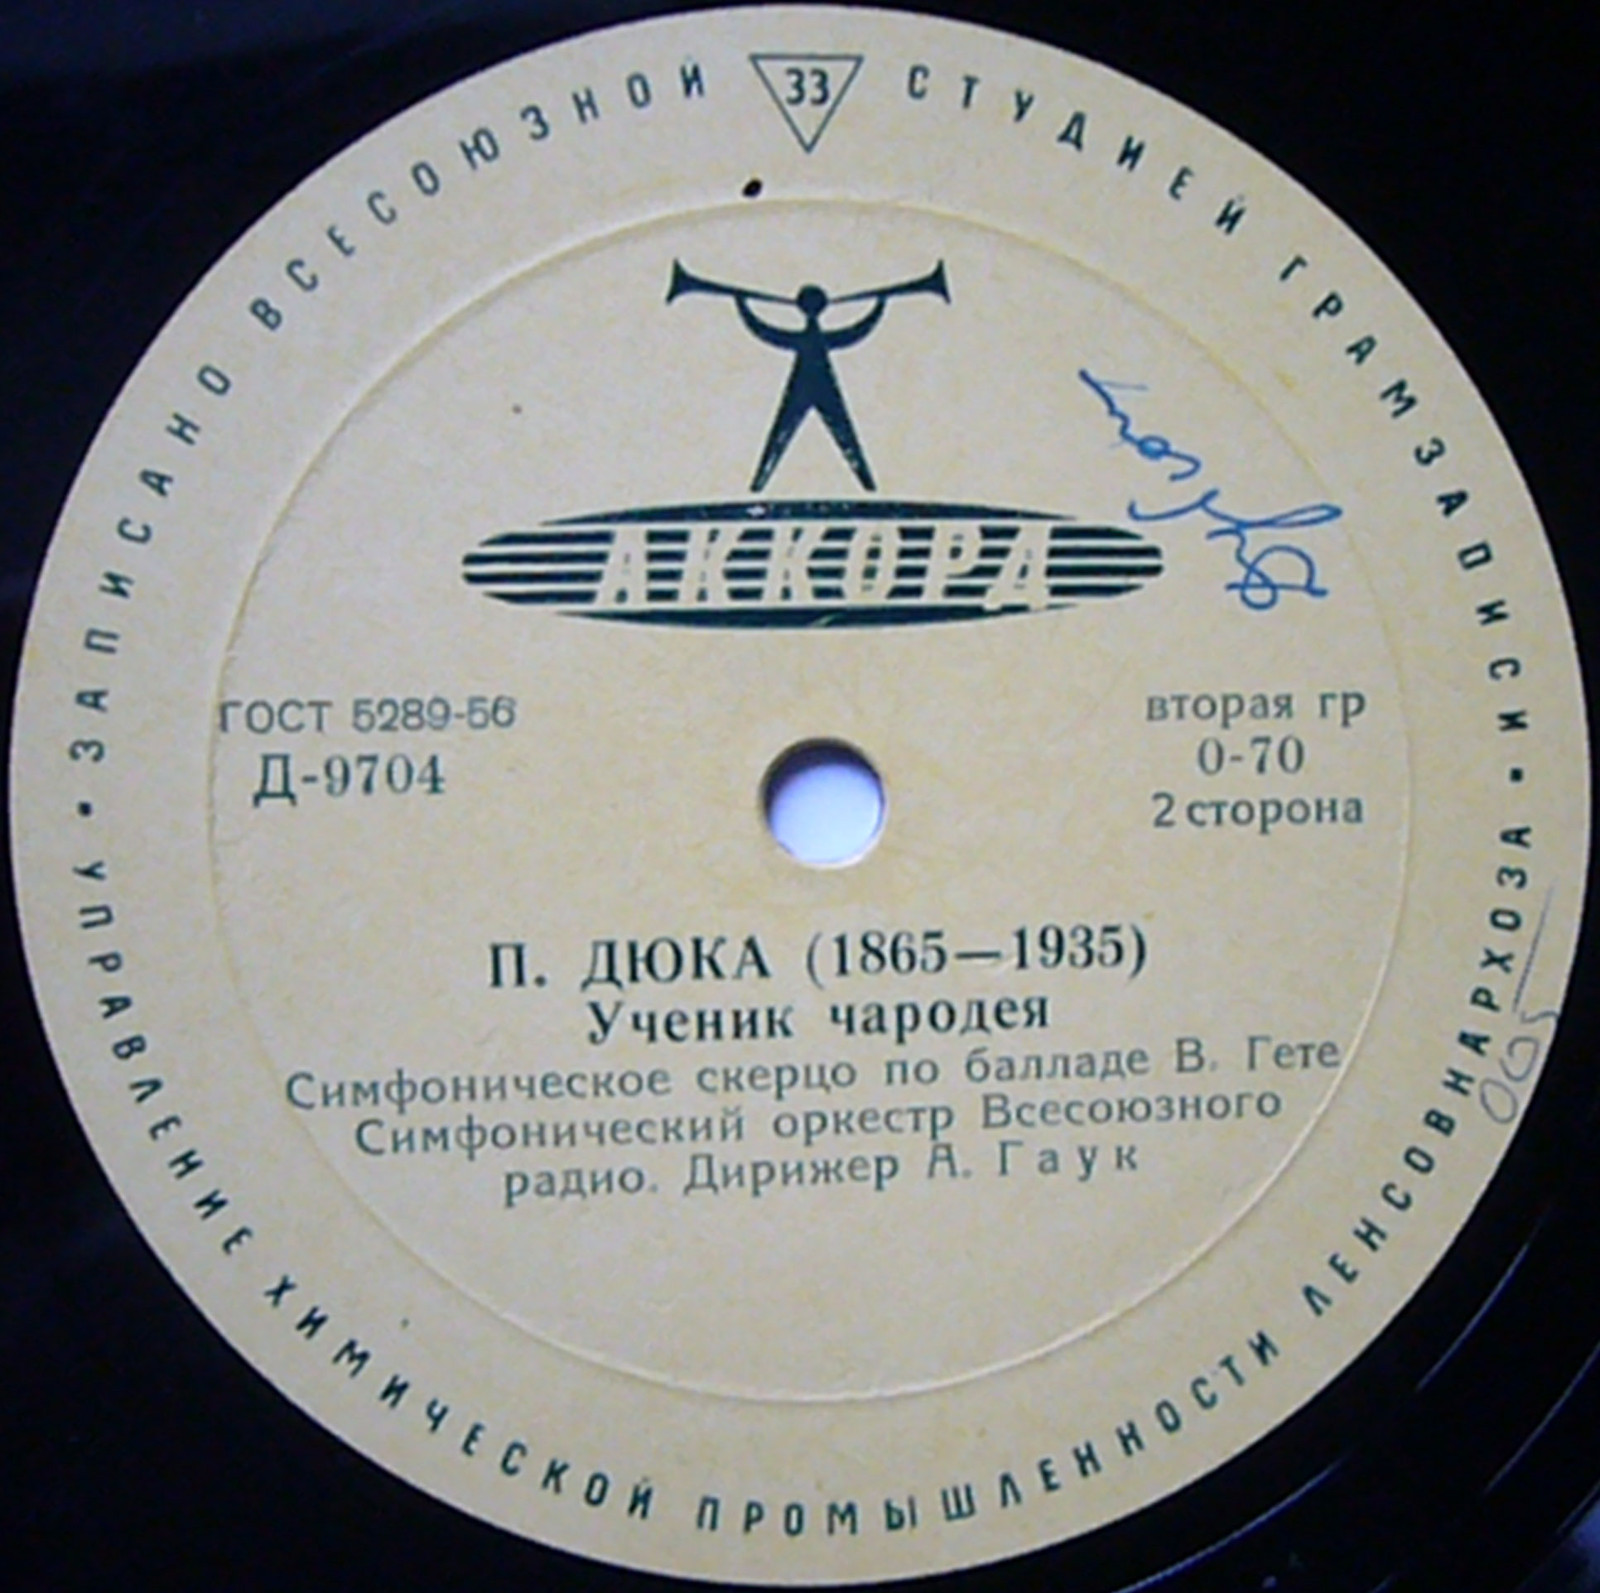 ЗАПИСАНО ВСЕСОЮЗНОЙ 33 СТУДИЕЙ ГРАМЗАПИСИ
АККОРД
ГОСТ 5289-56
Д-9704
вторая гр
0-70
2 сторона
П. ДЮКА (1865—1935)
Ученик чародея
Симфоническое скерцо по балладе В. Гете
Симфонический оркестр Всесоюзного
радио. Дирижер А. Гаук
УПРАВЛЕНИЕ ХИМИЧЕСКОЙ ПРОМЫШЛЕННОСТИ ЛЕНСОВНАРХОЗА